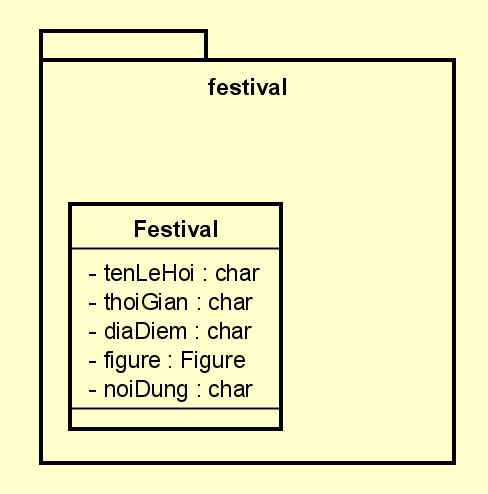 festival
Festival
- tenLeHoi : char
- thoiGian : char
- diaDiem : char
- figure : Figure
- noiDung : char